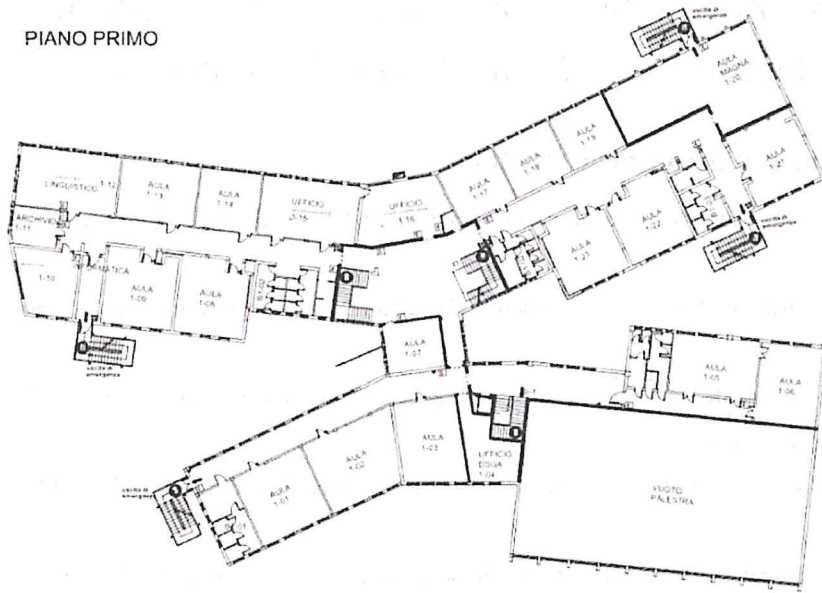 PIANO PRIMO
uscita di
emergenza
AULA
MAGNA
1-20
AULA
1-19
AULA
1-18
AULA
1-17
AULA
1-21
LINGUISTICO
1-12
AULA
1-13
AULA
1-14
UFFICIO
1-15
UFFICIO
1-16
ARCHIVIO
1-11
AULA
1-22
AULA
1-23
uscita di
emergenza
1-10
AULA
1-09
AULA
1-08
uscita di
emergenza
AULA
1-07
AULA
1-05
AULA
1-06
AULA
1-03
AULA
1-02
AULA
1-01
UFFICIO
DSGA
1-04
uscita di
emergenza
VUOTO
PALESTRA